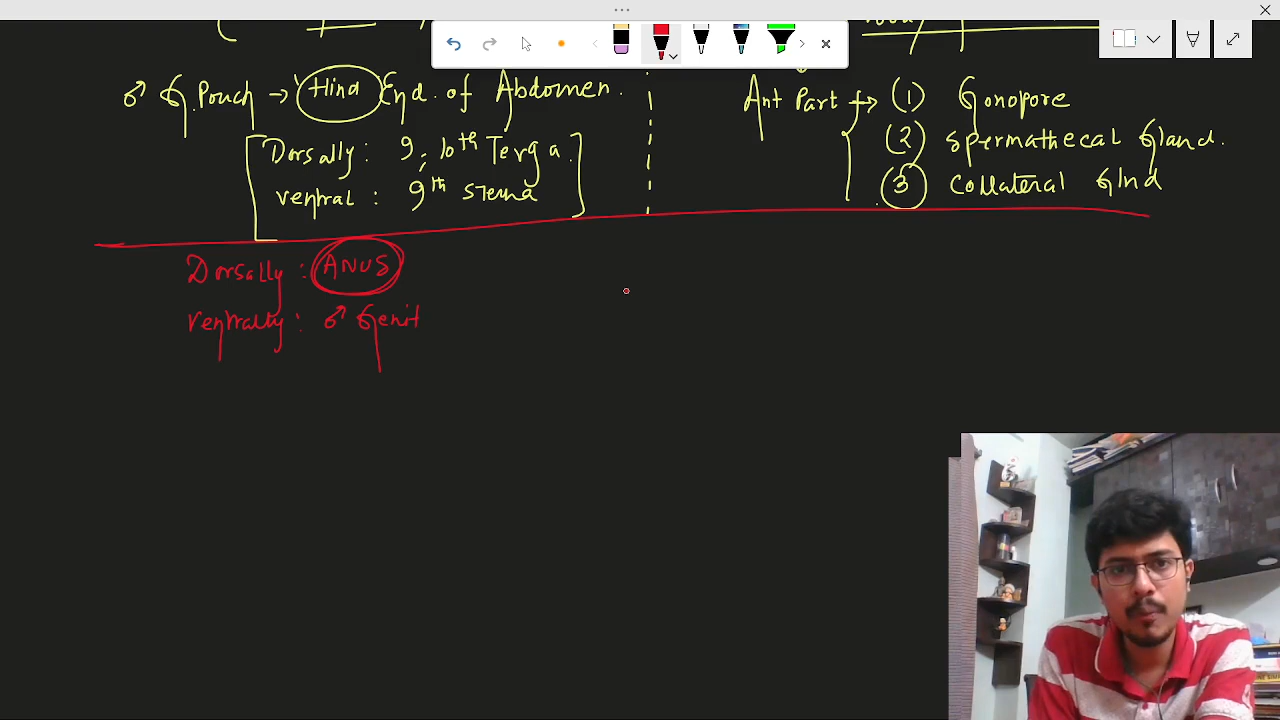 ♂ G. Pouch → Hind End. of Abdomen.
Dorsally : 9, 10th Terga.
Ventral : 9th Sterna
Ant Part → (1) Gonopore
(2) Spermathecal Gland.
(3) Collateral Glnd
Dorsally : ANUS
Ventrally : ♂ Genit